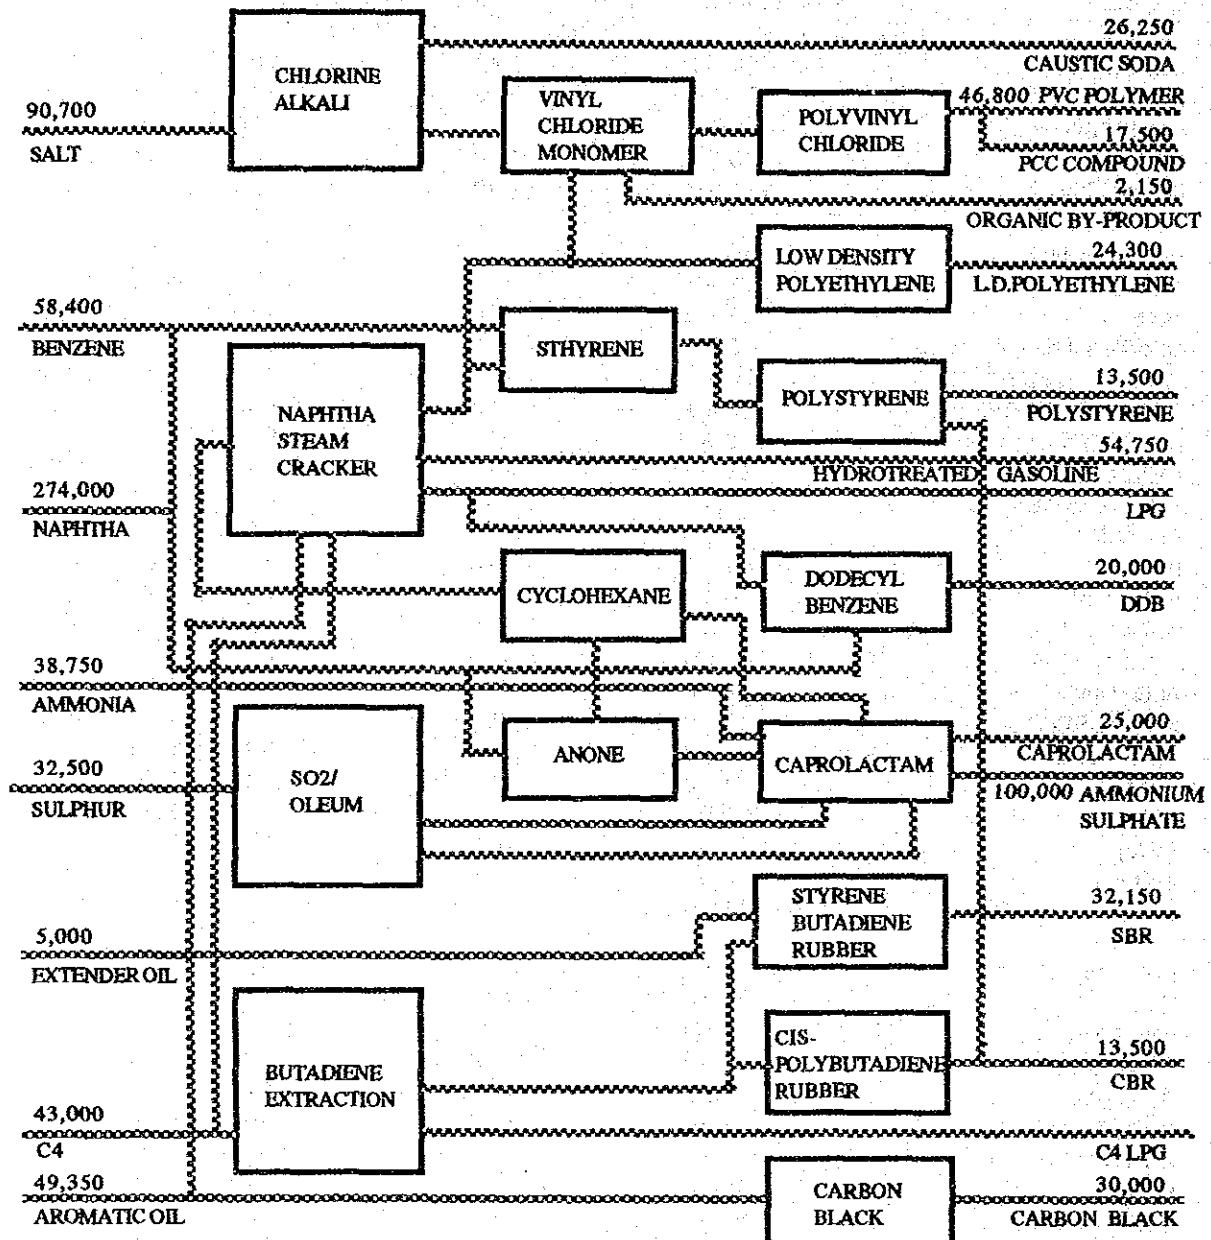 26,250
CAUSTIC SODA
CHLORINE
ALKALI
90,700
SALT
VINYL
CHLORIDE
MONOMER
POLYVINYL
CHLORIDE
46,800 PVC POLYMER
17,500
PCC COMPOUND
2,150
ORGANIC BY-PRODUCT
LOW DENSITY
POLYETHYLENE
24,300
L.D.POLYETHYLENE
58,400
BENZENE
STHYRENE
NAPHTHA
STEAM
CRACKER
POLYSTYRENE
13,500
POLYSTYRENE
54,750
HYDROTREATED GASOLINE
LPG
274,000
NAPHTHA
CYCLOHEXANE
DODECYL
BENZENE
20,000
DDB
38,750
AMMONIA
SO2/
OLEUM
ANONE
CAPROLACTAM
25,000
CAPROLACTAM
100,000 AMMONIUM
SULPHATE
32,500
SULPHUR
STYRENE
BUTADIENE
RUBBER
32,150
SBR
5,000
EXTENDER OIL
BUTADIENE
EXTRACTION
CIS-
POLYBUTADIENE
RUBBER
13,500
CBR
43,000
C4
C4 LPG
49,350
AROMATIC OIL
CARBON
BLACK
30,000
CARBON BLACK